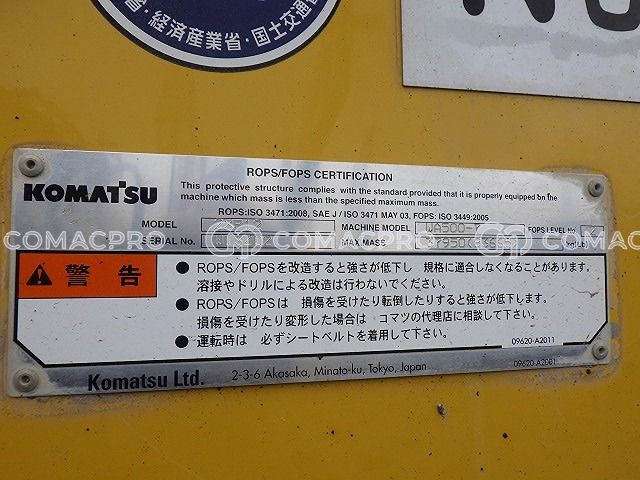 省・経済産業省・国土交通省
ROPS/FOPS CERTIFICATION
KOMATSU
This protective structure complies with the standard provided that it is properly equipped on the
machine which mass is less than the specified maximum mass.
ROPS:ISO 3471:2008, SAE J / ISO 3471 MAY 03, FOPS: ISO 3449:2005
MODEL MACHINE MODEL WA500- FOPS LEVEL No
SERIAL No. MAX MASS kg(Lb)
COMACPRO COMACPRO COMACPRO
警告
● ROPS/FOPSを改造すると強さが低下し 規格に適合しなくなることがあります。
溶接やドリルによる改造は行わないでください。
● ROPS/FOPSは 損傷を受けたり転倒したりすると強さが低下します。
損傷を受けたり変形した場合は コマツの代理店に相談して下さい。
● 運転時は 必ずシートベルトを着用して下さい。
09620-A2011
Komatsu Ltd. 2-3-6 Akasaka, Minato-ku, Tokyo, Japan
09620-A2001